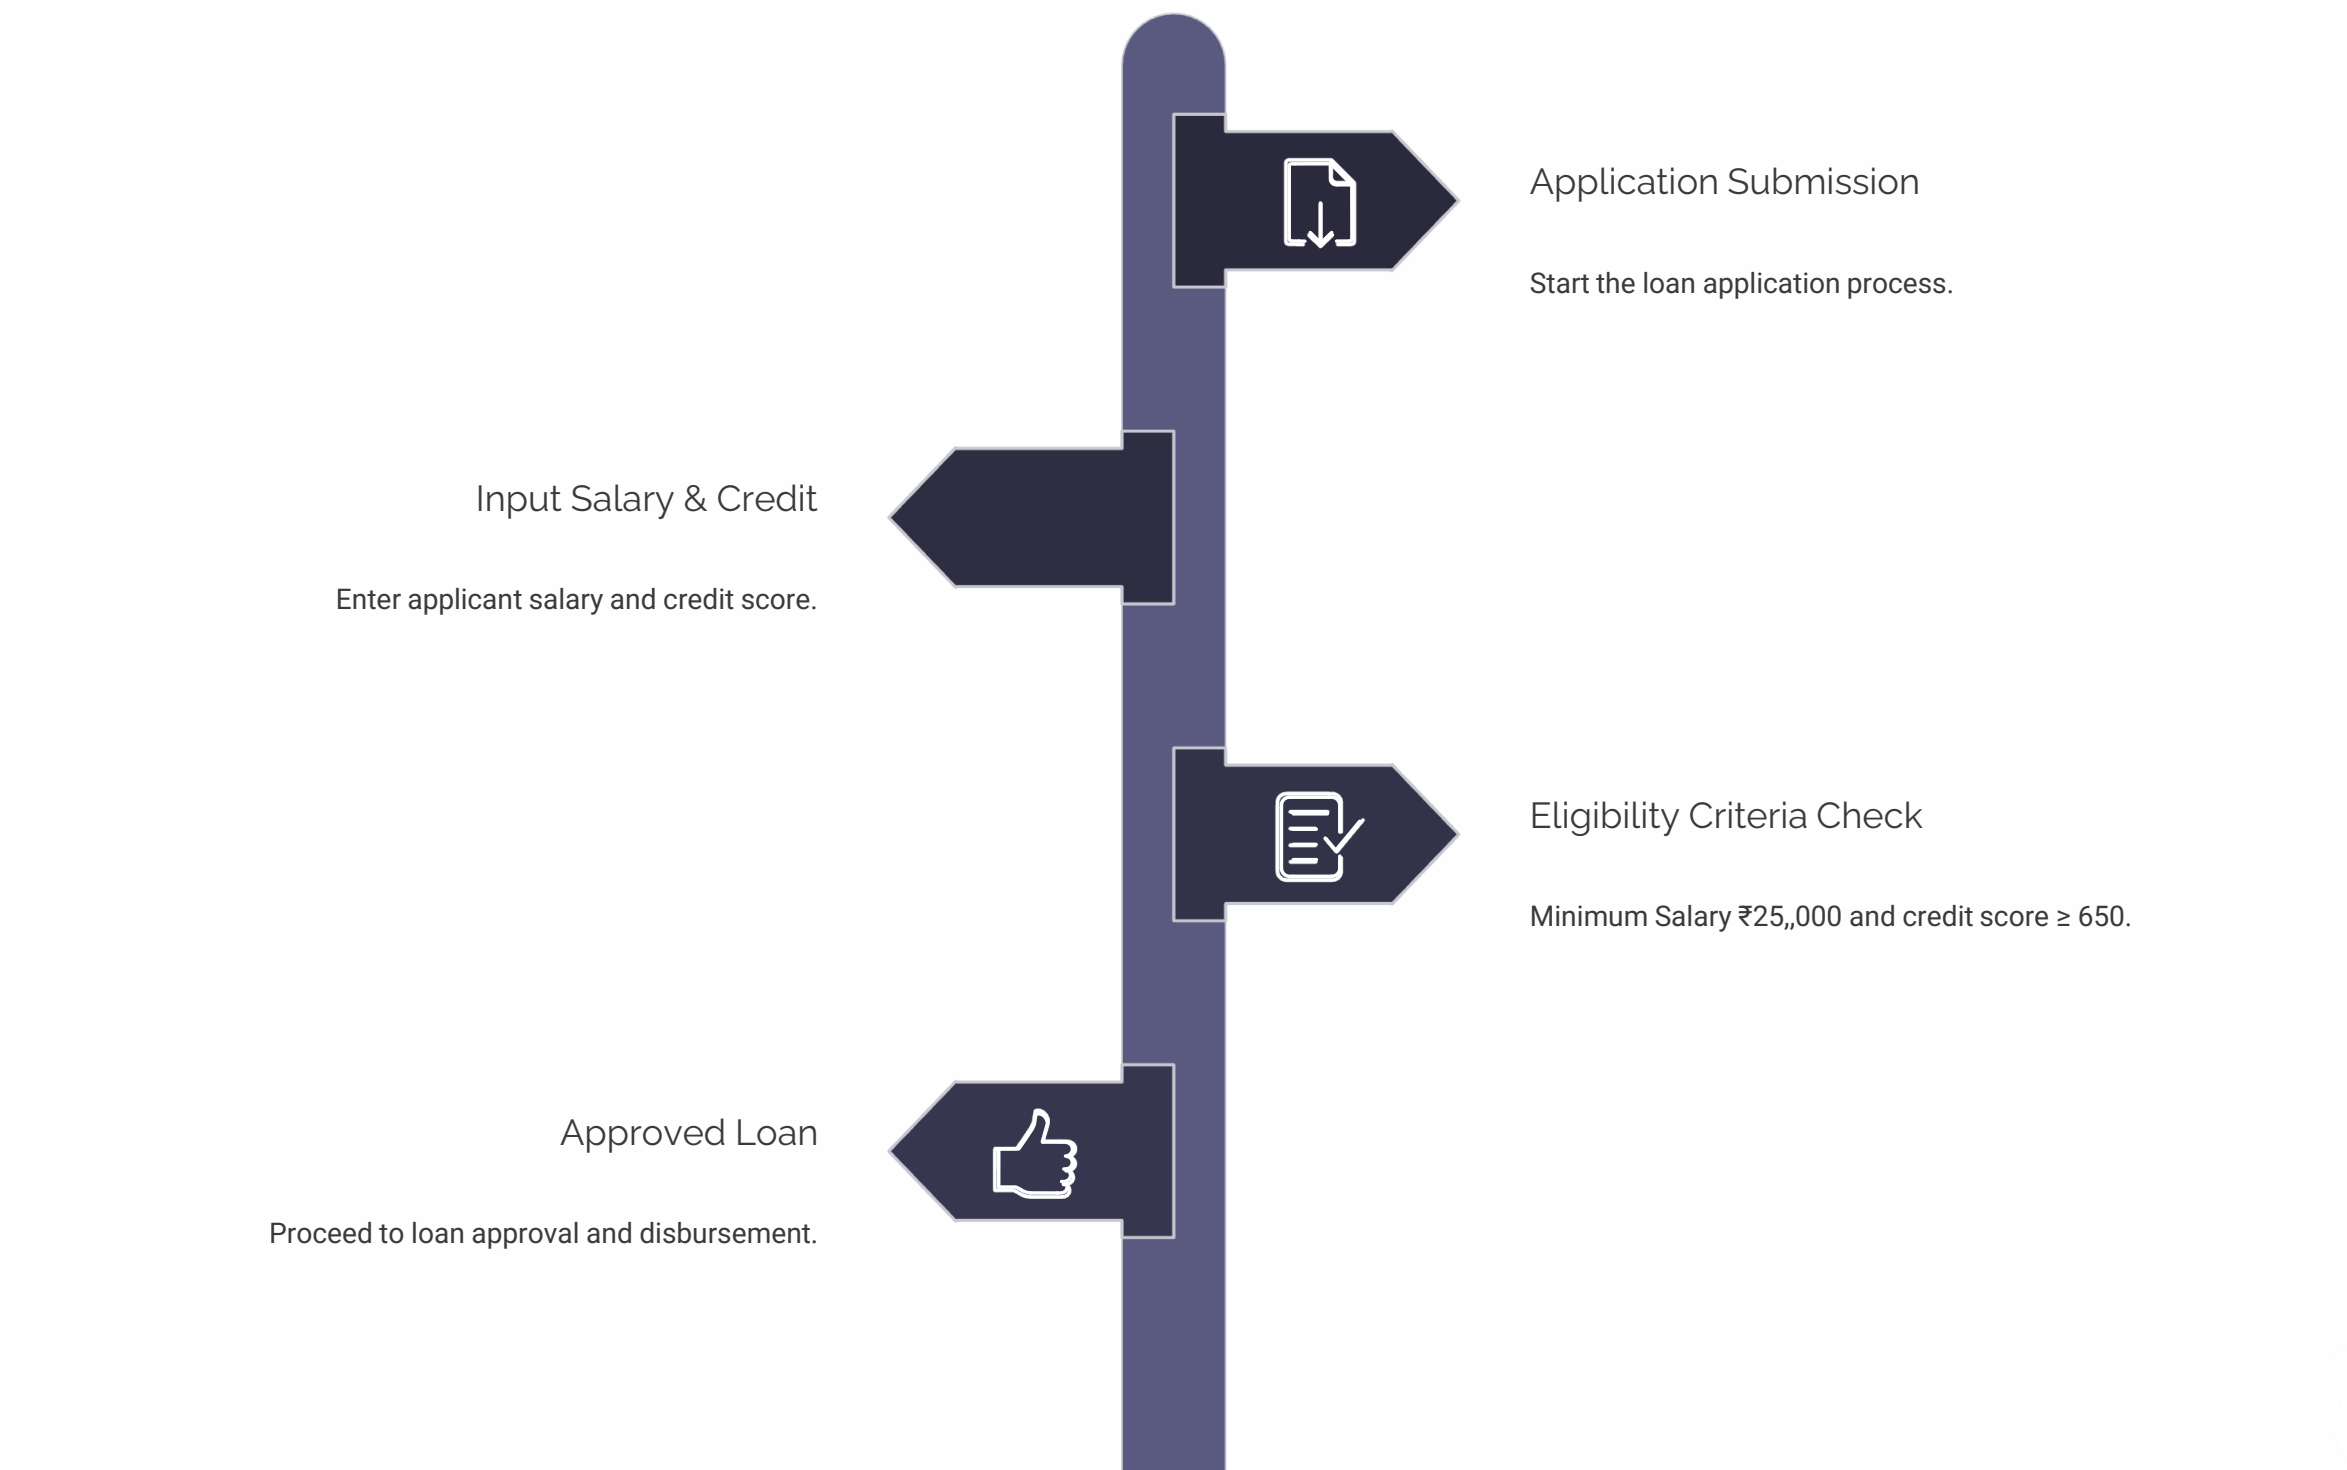 Application Submission
Start the loan application process.
Input Salary & Credit
Enter applicant salary and credit score.
Eligibility Criteria Check
Minimum Salary ₹25,,000 and credit score ≥ 650.
Approved Loan
Proceed to loan approval and disbursement.